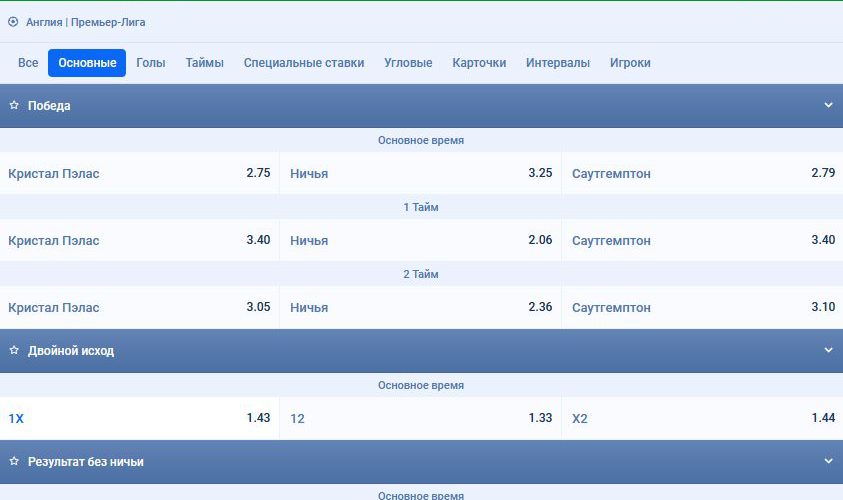 Англия | Премьер-Лига
Все Основные Голы Таймы Специальные ставки Угловые Карточки Интервалы Игроки
Победа
Основное время
Кристал Пэлас 2.75 Ничья 3.25 Саутгемптон 2.79
1 Тайм
Кристал Пэлас 3.40 Ничья 2.06 Саутгемптон 3.40
2 Тайм
Кристал Пэлас 3.05 Ничья 2.36 Саутгемптон 3.10
Двойной исход
Основное время
1X 1.43 12 1.33 X2 1.44
Результат без ничьи
Основное время